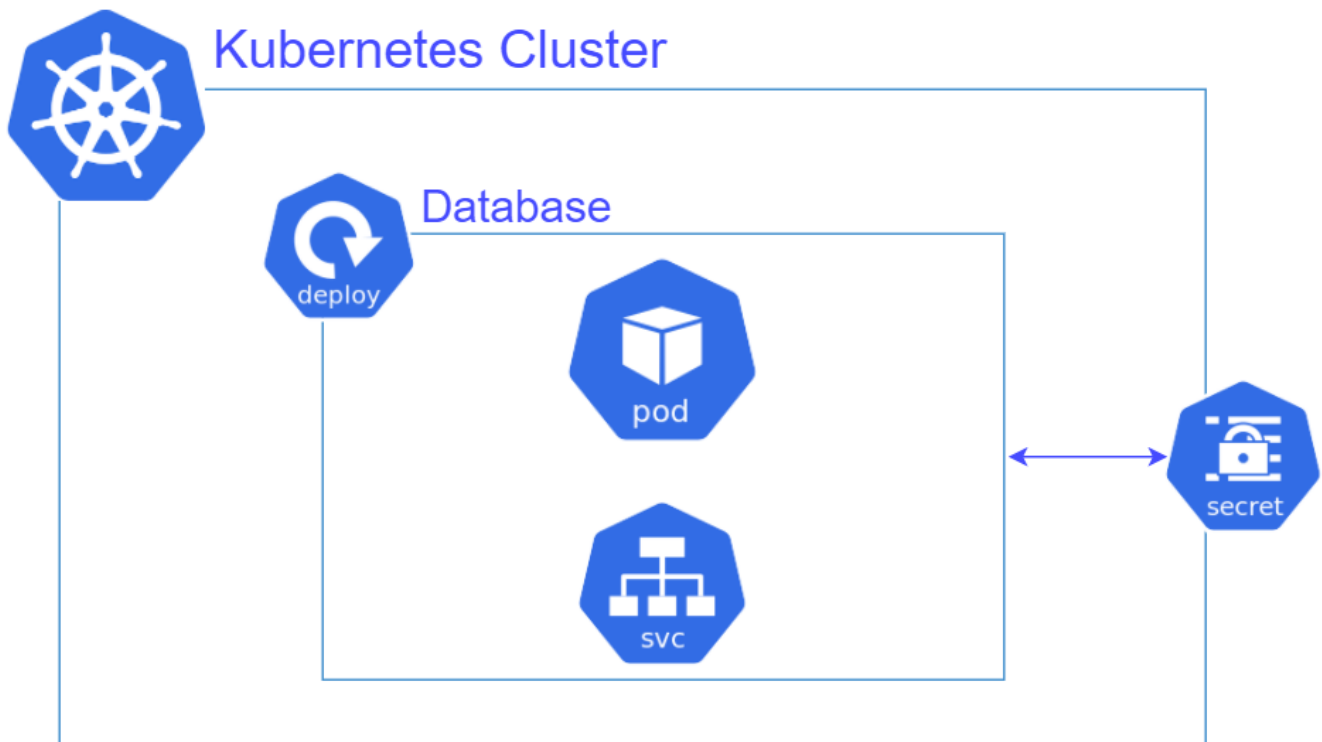 Kubernetes Cluster
Database
deploy
pod
secret
svc